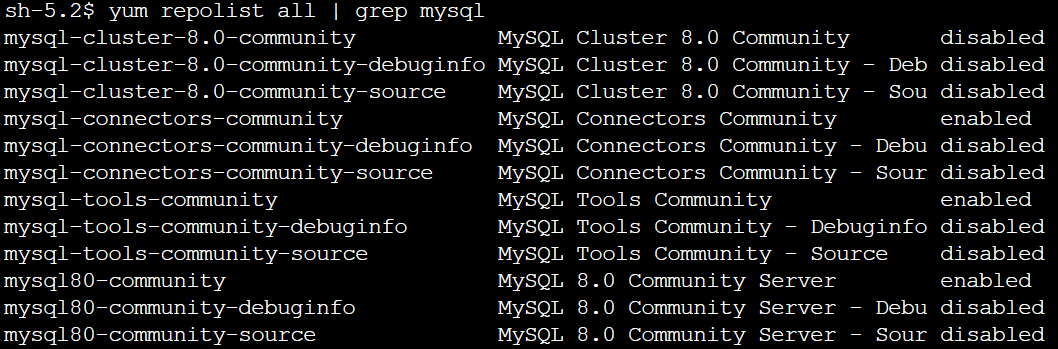 sh-5.2$ yum repolist all | grep mysql
mysql-cluster-8.0-community           MySQL Cluster 8.0 Community       disabled
mysql-cluster-8.0-community-debuginfo MySQL Cluster 8.0 Community - Deb disabled
mysql-cluster-8.0-community-source    MySQL Cluster 8.0 Community - Sou disabled
mysql-connectors-community            MySQL Connectors Community        enabled
mysql-connectors-community-debuginfo  MySQL Connectors Community - Debu disabled
mysql-connectors-community-source     MySQL Connectors Community - Sour disabled
mysql-tools-community                 MySQL Tools Community             enabled
mysql-tools-community-debuginfo       MySQL Tools Community - Debuginfo disabled
mysql-tools-community-source          MySQL Tools Community - Source    disabled
mysql80-community                     MySQL 8.0 Community Server        enabled
mysql80-community-debuginfo           MySQL 8.0 Community Server - Debu disabled
mysql80-community-source              MySQL 8.0 Community Server - Sour disabled